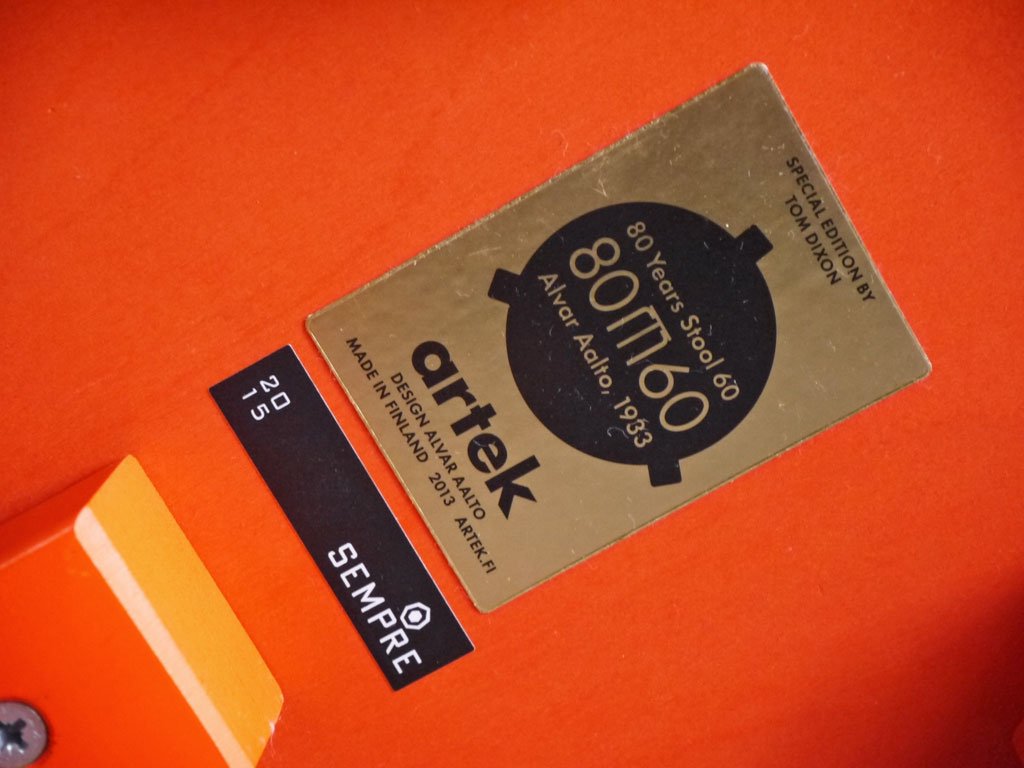 SPECIAL EDITION BY
TOM DIXON
80 Years Stool 60
80m60
Alvar Aalto, 1933
artek
DESIGN ALVAR AALTO
MADE IN FINLAND 2013 ARTEK.FI
20
15
SEMPRE